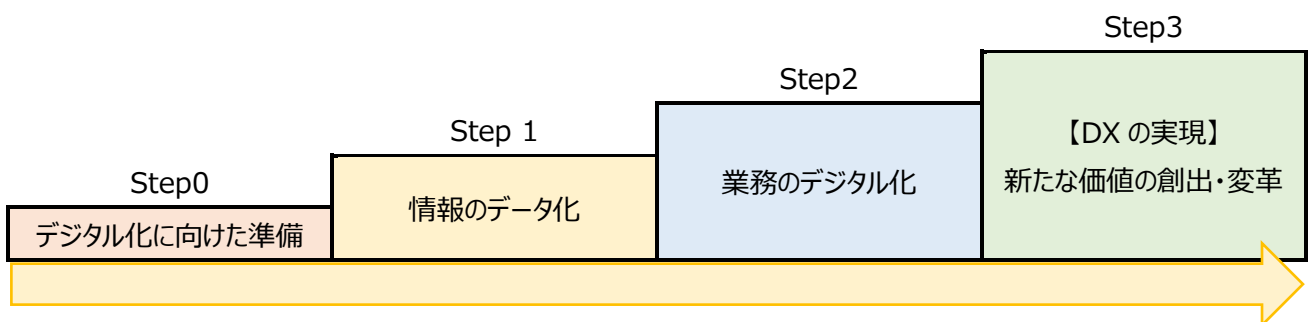 Step0
デジタル化に向けた準備
Step 1
情報のデータ化
Step2
業務のデジタル化
Step3
【DX の実現】
新たな価値の創出・変革